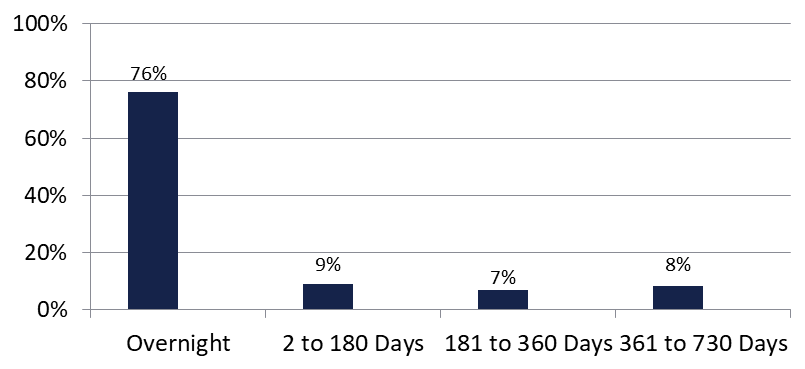 100%
80%
60%
40%
20%
0%
76%
9%
7%
8%
Overnight
2 to 180 Days
181 to 360 Days
361 to 730 Days